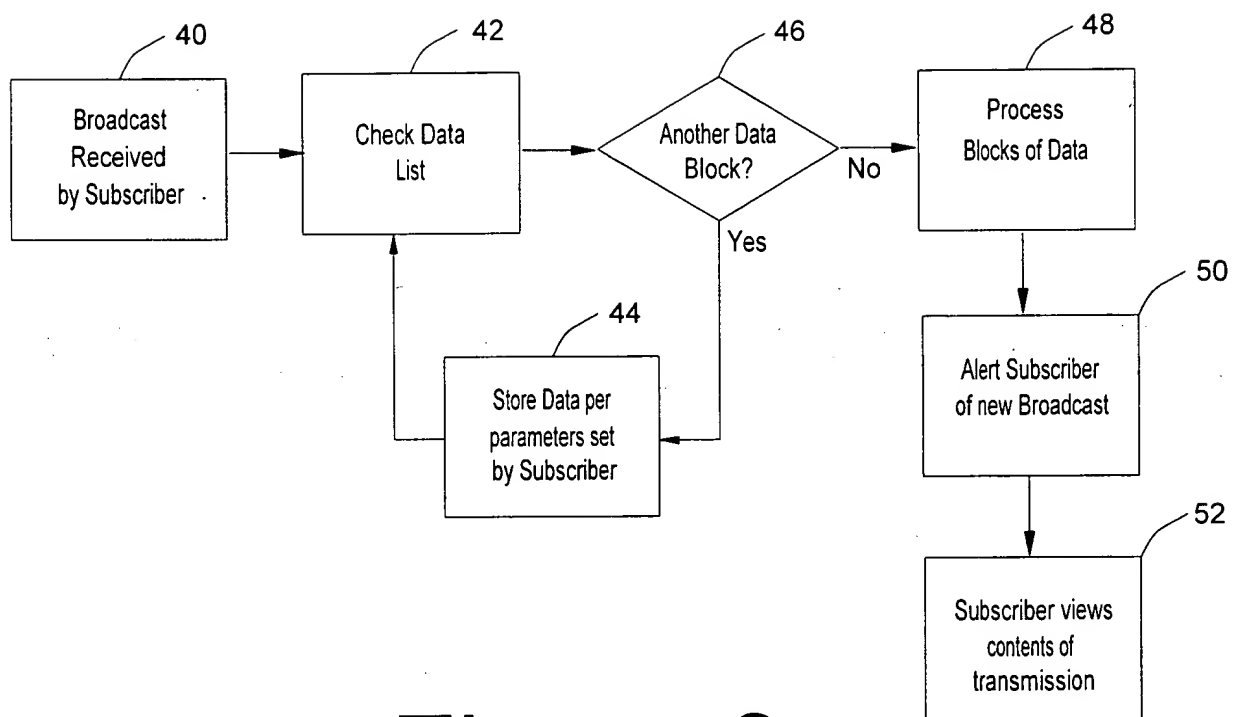 40
42
46
48
Broadcast
Received
by Subscriber
Check Data
List
Another Data
Block?
No
Yes
Process
Blocks of Data
44
Store Data per
parameters set
by Subscriber
50
Alert Subscriber
of new Broadcast
52
Subscriber views
contents of
transmission